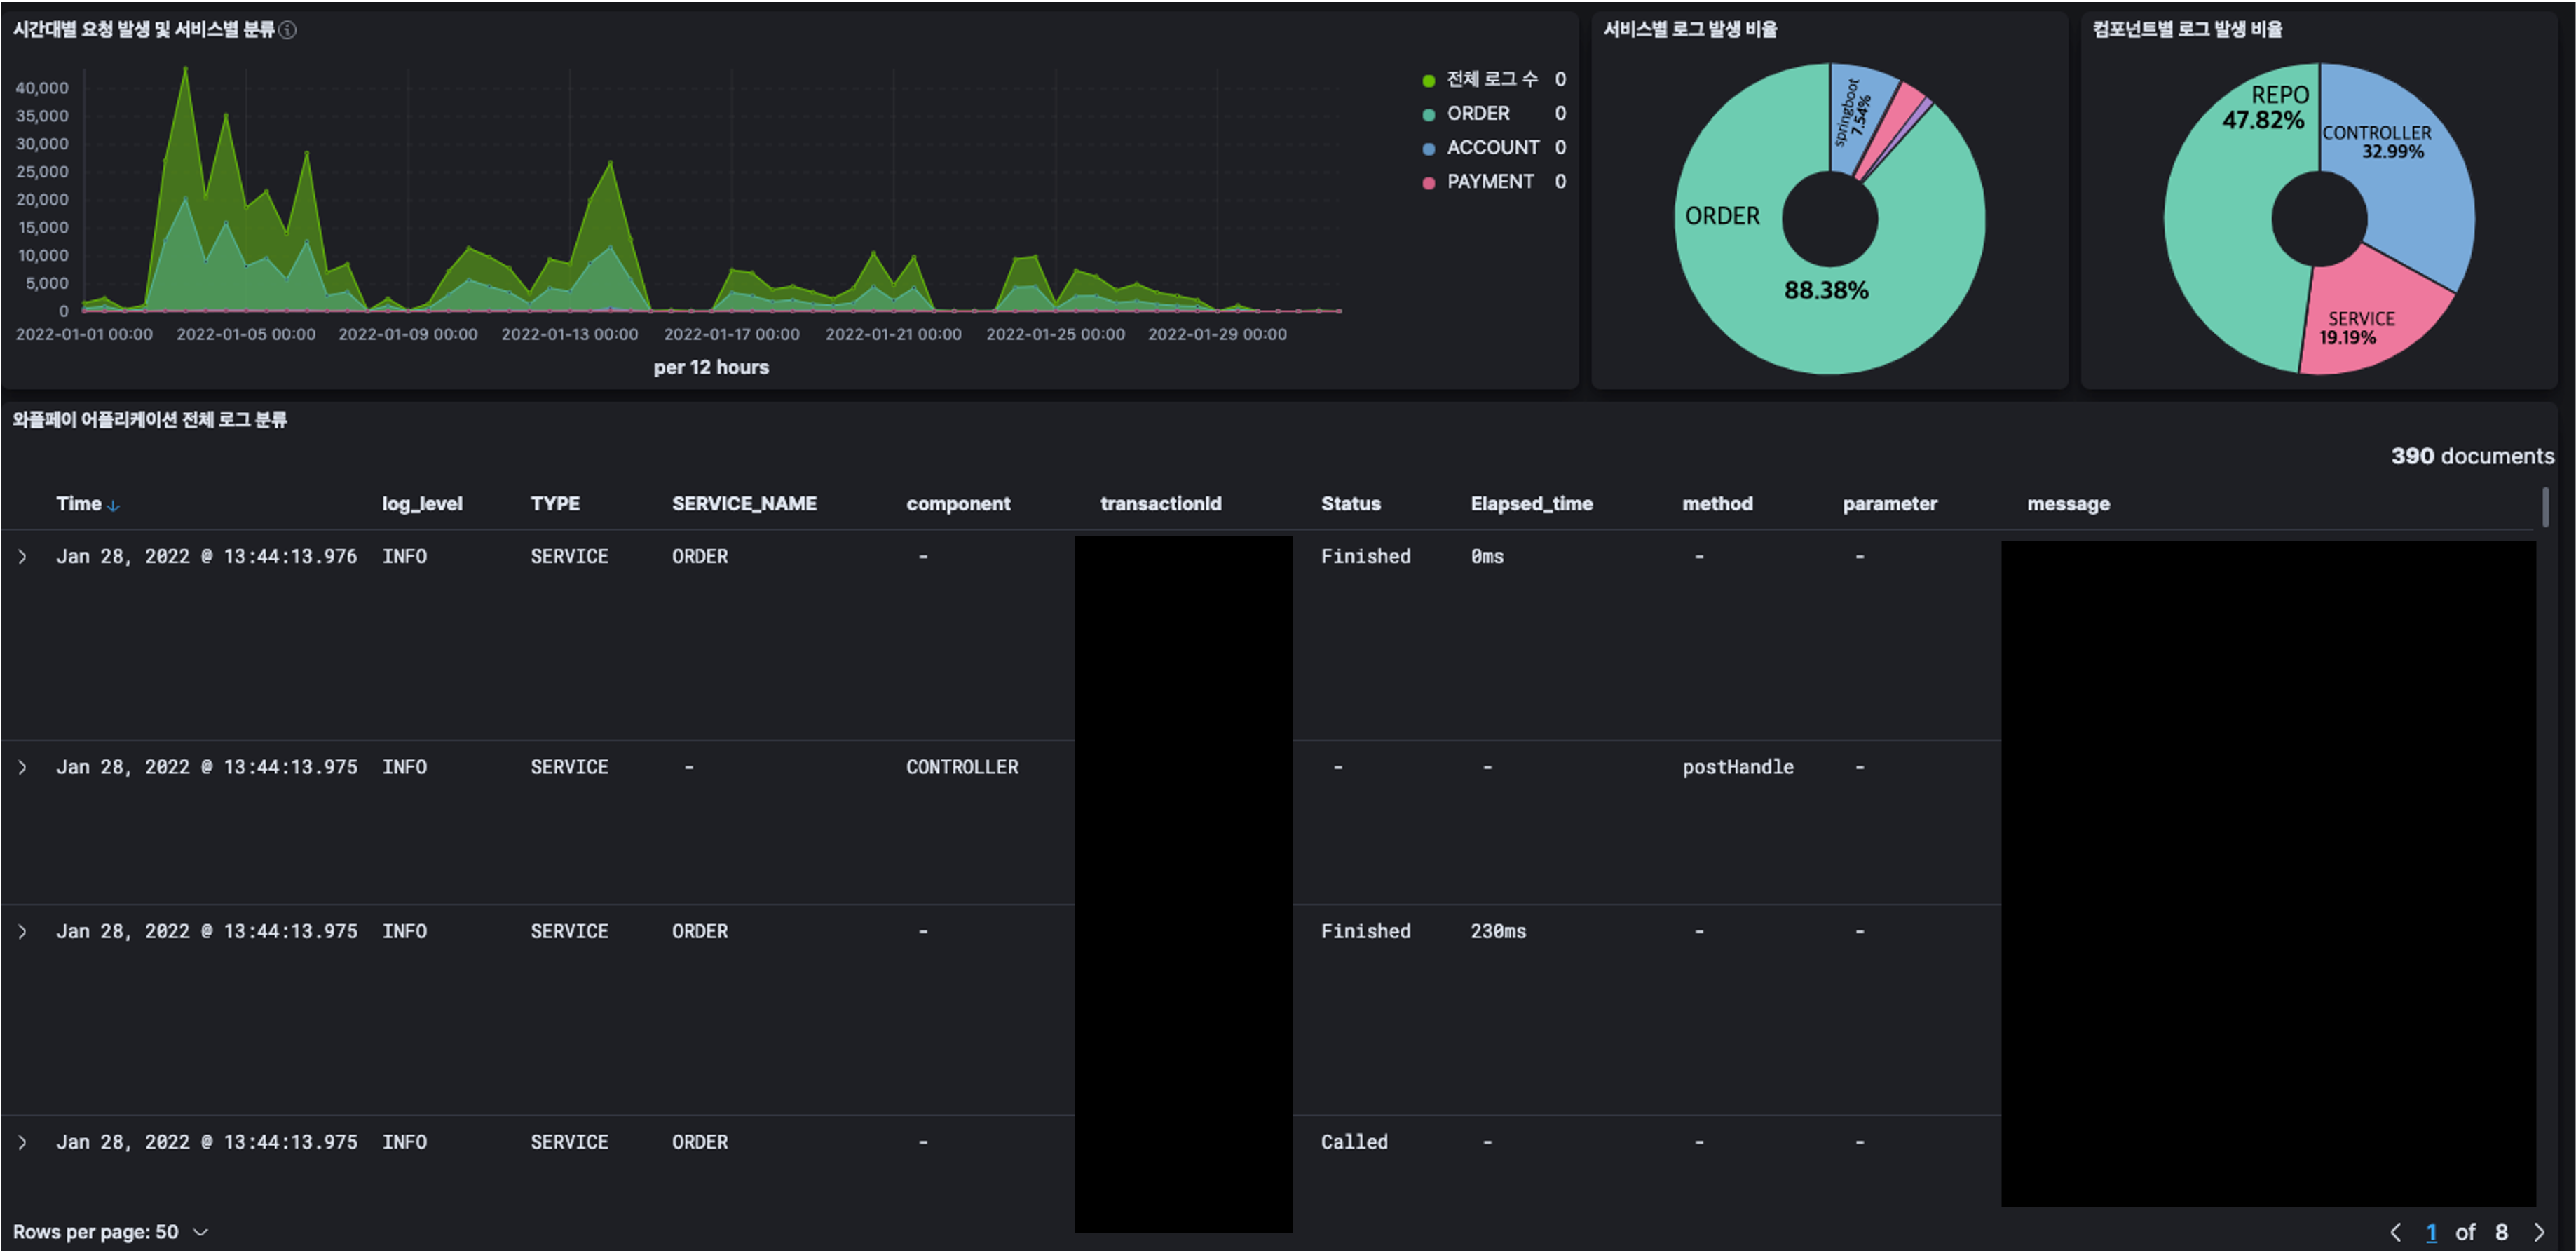 시간대별 요청 발생 및 서비스별 분류
40,000
35,000
30,000
25,000
20,000
15,000
10,000
5,000
0
2022-01-01 00:00 2022-01-05 00:00 2022-01-09 00:00 2022-01-13 00:00 2022-01-17 00:00 2022-01-21 00:00 2022-01-25 00:00 2022-01-29 00:00
per 12 hours
전체 로그 수 0
ORDER 0
ACCOUNT 0
PAYMENT 0
서비스별 로그 발생 비율
springboot
7.54%
ORDER
88.38%
컴포넌트별 로그 발생 비율
REPO
47.82%
CONTROLLER
32.99%
SERVICE
19.19%
와플페이 어플리케이션 전체 로그 분류
390 documents
Time log_level TYPE SERVICE_NAME component transactionId Status Elapsed_time method parameter message
Jan 28, 2022 @ 13:44:13.976 INFO SERVICE ORDER - Finished 0ms - -
Jan 28, 2022 @ 13:44:13.975 INFO SERVICE - CONTROLLER - - postHandle -
Jan 28, 2022 @ 13:44:13.975 INFO SERVICE ORDER - Finished 230ms - -
Jan 28, 2022 @ 13:44:13.975 INFO SERVICE ORDER - Called - - -
Rows per page: 50
1 of 8